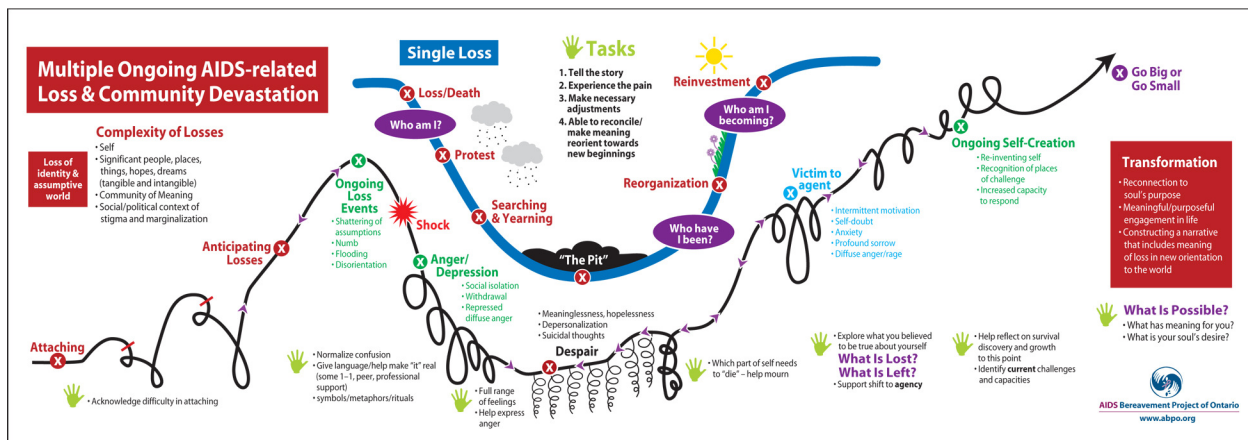 Multiple Ongoing AIDS-related
Loss & Community Devastation
Complexity of Losses
• Self
• Significant people, places,
things, hopes, dreams
(tangible and intangible)
• Community of Meaning
• Social/political context of
stigma and marginalization
Loss of
identity &
assumptive
world
Attaching
• Acknowledge difficulty in attaching
Anticipating
Losses
Ongoing
Loss
Events
• Shattering of
assumptions
• Numb
• Flooding
• Disorientation
Shock
• Normalize confusion
• Give language/help make "it" real
(some 1–1, peer, professional
support)
• symbols/metaphors/rituals
Anger/
Depression
• Social isolation
• Withdrawal
• Repressed
diffuse anger
• Full range
of feelings
• Help express
anger
Single Loss
Loss/Death
Who am I?
Protest
Searching
& Yearning
"The Pit"
Who have
I been?
Reorganization
Who am I
becoming?
Reinvestment
Tasks
1. Tell the story
2. Experience the pain
3. Make necessary
adjustments
4. Able to reconcile/
make meaning
reorient towards
new beginnings
• Meaninglessness, hopelessness
• Depersonalization
• Suicidal thoughts
Despair
• Which part of self needs
to "die" – help mourn
Victim to
agent
• Intermittent motivation
• Self-doubt
• Anxiety
• Profound sorrow
• Diffuse anger/rage
• Explore what you believed
to be true about yourself
What Is Lost?
What Is Left?
• Support shift to agency
Ongoing Self-Creation
• Re-inventing self
• Recognition of places
of challenge
• Increased capacity
to respond
• Help reflect on survival
discovery and growth
to this point
• Identify current challenges
and capacities
Go Big or
Go Small
Transformation
• Reconnection to
soul's purpose
• Meaningful/purposeful
engagement in life
• Constructing a narrative
that includes meaning
of loss in new orientation
to the world
What Is Possible?
• What has meaning for you?
• What is your soul's desire?
AIDS Bereavement Project of Ontario
www.abpo.org